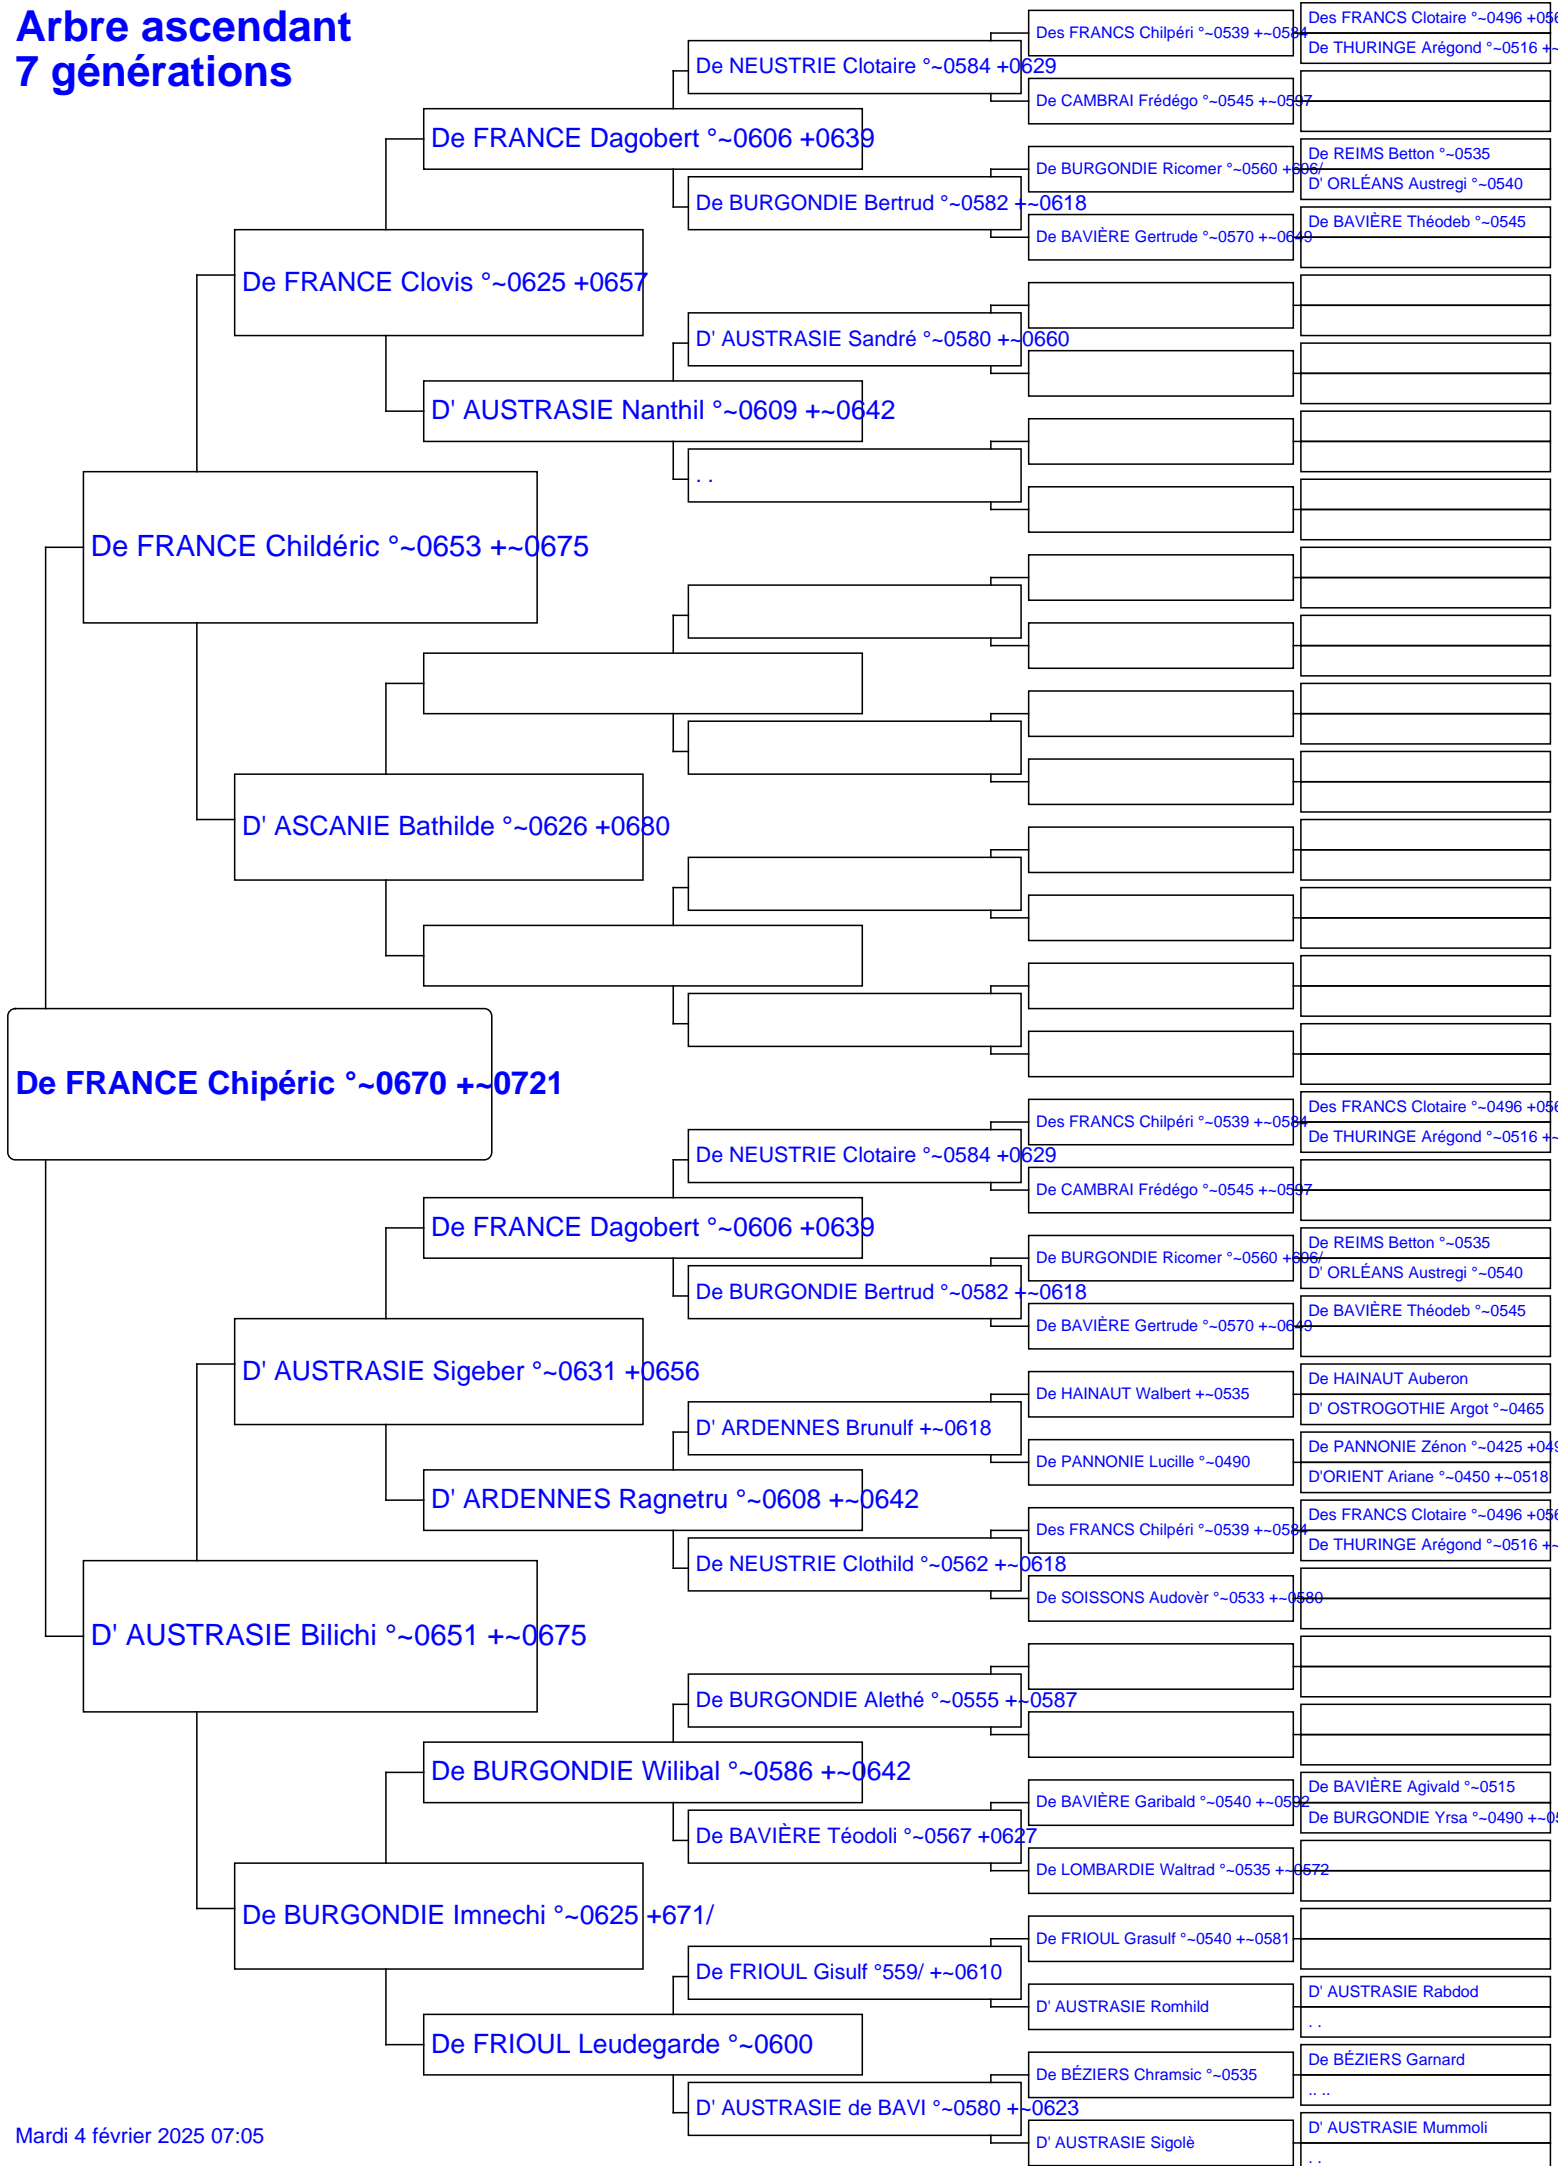 Arbre ascendant
7 générations
Des FRANCS Clotaire °~0496 +056
Des FRANCS Chilpéri °~0539 +~0584
De THURINGE Arégond °~0516 +~
De NEUSTRIE Clotaire °~0584 +0629
De CAMBRAI Frédégo °~0545 +~0597
De FRANCE Dagobert °~0606 +0639
De REIMS Betton °~0535
De BURGONDIE Ricomer °~0560 +606/
D' ORLÉANS Austregi °~0540
De BURGONDIE Bertrud °~0582 +~0618
De BAVIÈRE Théodeb °~0545
De BAVIÈRE Gertrude °~0570 +~0649
De FRANCE Clovis °~0625 +0657
D' AUSTRASIE Sandré °~0580 +~0660
D' AUSTRASIE Nanthil °~0609 +~0642
. .
De FRANCE Childéric °~0653 +~0675
D' ASCANIE Bathilde °~0626 +0680
De FRANCE Chipéric °~0670 +~0721
Des FRANCS Clotaire °~0496 +056
Des FRANCS Chilpéri °~0539 +~0584
De THURINGE Arégond °~0516 +~
De NEUSTRIE Clotaire °~0584 +0629
De CAMBRAI Frédégo °~0545 +~0597
De FRANCE Dagobert °~0606 +0639
De REIMS Betton °~0535
De BURGONDIE Ricomer °~0560 +606/
D' ORLÉANS Austregi °~0540
De BURGONDIE Bertrud °~0582 +~0618
De BAVIÈRE Théodeb °~0545
De BAVIÈRE Gertrude °~0570 +~0649
D' AUSTRASIE Sigeber °~0631 +0656
De HAINAUT Auberon
De HAINAUT Walbert +~0535
D' OSTROGOTHIE Argot °~0465
D' ARDENNES Brunulf +~0618
De PANNONIE Zénon °~0425 +049
De PANNONIE Lucille °~0490
D'ORIENT Ariane °~0450 +~0518
D' ARDENNES Ragnetru °~0608 +~0642
Des FRANCS Clotaire °~0496 +056
Des FRANCS Chilpéri °~0539 +~0584
De THURINGE Arégond °~0516 +~
De NEUSTRIE Clothild °~0562 +~0618
De SOISSONS Audovèr °~0533 +~0580
D' AUSTRASIE Bilichi °~0651 +~0675
De BURGONDIE Alethé °~0555 +~0587
De BURGONDIE Wilibal °~0586 +~0642
De BAVIÈRE Agivald °~0515
De BAVIÈRE Garibald °~0540 +~0592
De BURGONDIE Yrsa °~0490 +~05
De BAVIÈRE Téodoli °~0567 +0627
De LOMBARDIE Waltrad °~0535 +~0572
De BURGONDIE Imnechi °~0625 +671/
De FRIOUL Grasulf °~0540 +~0581
De FRIOUL Gisulf °559/ +~0610
D' AUSTRASIE Rabdod
D' AUSTRASIE Romhild
. .
De FRIOUL Leudegarde °~0600
De BÉZIERS Garnard
De BÉZIERS Chramsic °~0535
.. ..
D' AUSTRASIE de BAVI °~0580 +~0623
D' AUSTRASIE Mummoli
D' AUSTRASIE Sigolè
. .
Mardi 4 février 2025 07:05